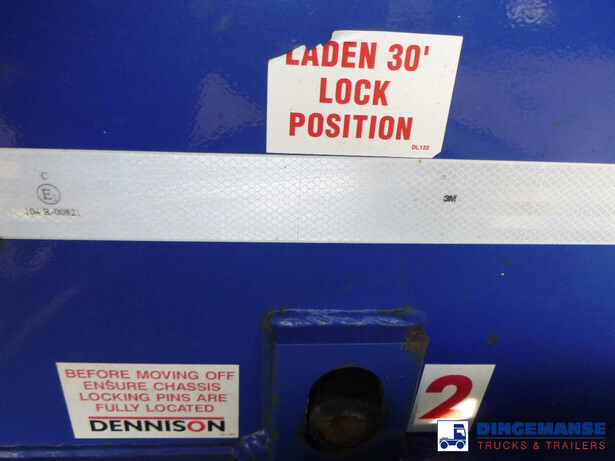 LADEN 30'
LOCK
POSITION
DL122
C
E
104 R-00821
3M
BEFORE MOVING OFF
ENSURE CHASSIS
LOCKING PINS ARE
FULLY LOCATED
DENNISON
2
DINGEMANSE
TRUCKS & TRAILERS